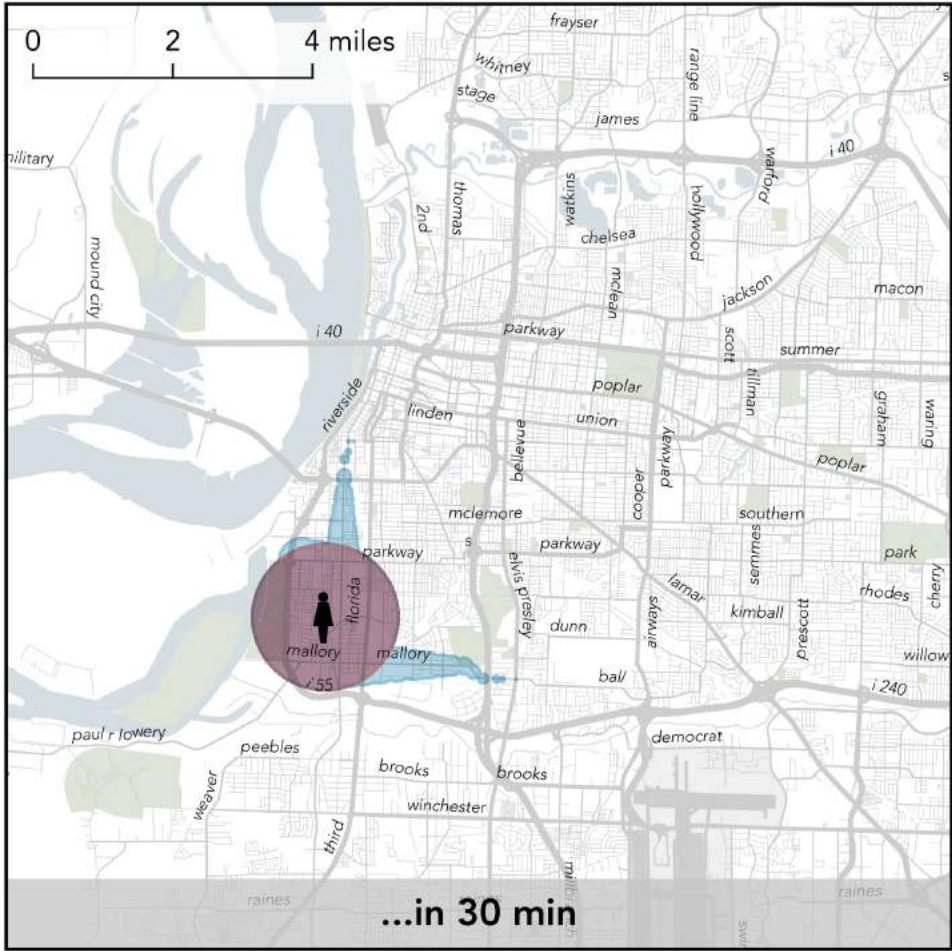 frayser
0 2 4 miles
whitney
range line
stage
james
i 40
military
warford
thomas
watkins
hollywood
2nd
chelsea
mound city
mclean
jackson
macon
i 40
parkway
scott
summer
tillman
poplar
riverside
linden
union
graham
waring
bellevue
parkway
poplar
cooper
mclemore
southern
semmes
parkway
parkway
park
elvis presley
lamar
rhodes
cherry
florida
airways
kimball
prescott
dunn
mallory
mallory
willow
ball
i 55
i 240
paul r lowery
democrat
peebles
brooks
brooks
weaver
winchester
third
raines
raines
...in 30 min